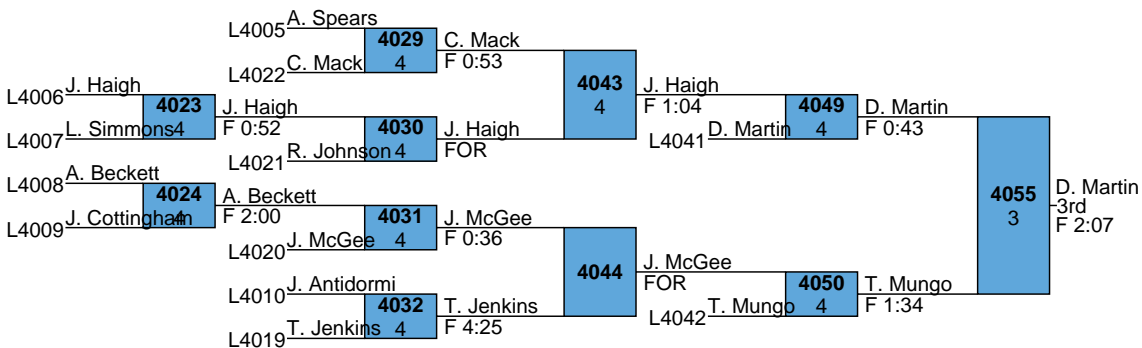 L4005 A. Spears
4029
4
C. Mack
F 0:53
L4022 C. Mack
4043
4
J. Haigh
F 1:04
L4006 J. Haigh
4023
4
J. Haigh
F 0:52
L4007 L. Simmons
4030
4
J. Haigh
FOR
L4021 R. Johnson
4049
4
D. Martin
F 0:43
L4041 D. Martin
L4008 A. Beckett
4024
4
A. Beckett
F 2:00
L4009 J. Cottingham
4031
4
J. McGee
F 0:36
L4020 J. McGee
4055
3
D. Martin
3rd
F 2:07
4044
J. McGee
FOR
L4010 J. Antidormi
4032
4
T. Jenkins
F 4:25
L4019 T. Jenkins
4050
4
T. Mungo
F 1:34
L4042 T. Mungo